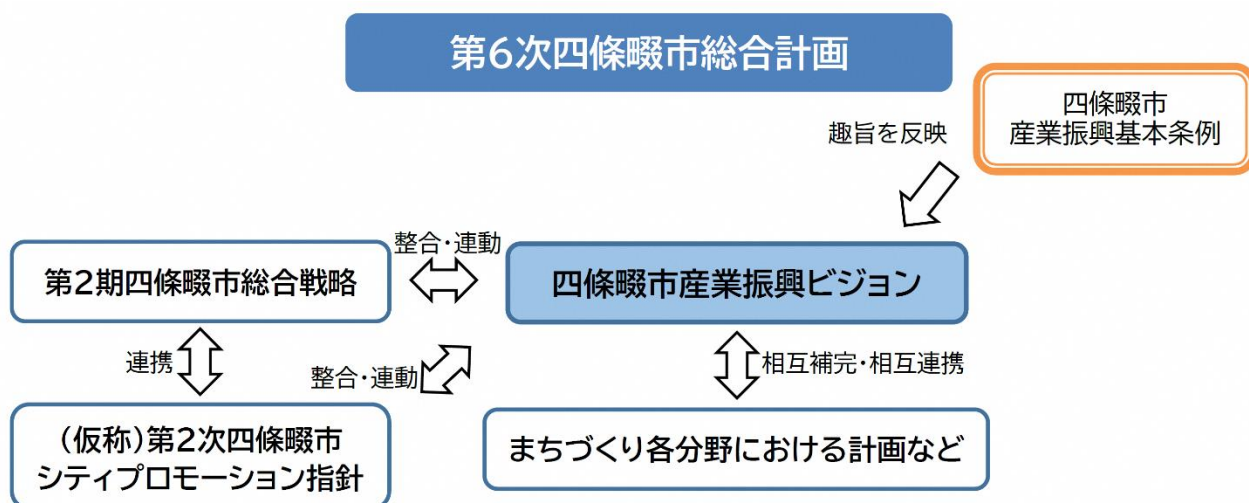 第6次四條畷市総合計画
四條畷市
産業振興基本条例
趣旨を反映
整合・連動
第2期四條畷市総合戦略
四條畷市産業振興ビジョン
連携
整合・連動
相互補完・相互連携
（仮称）第2次四條畷市
シティプロモーション指針
まちづくり各分野における計画など